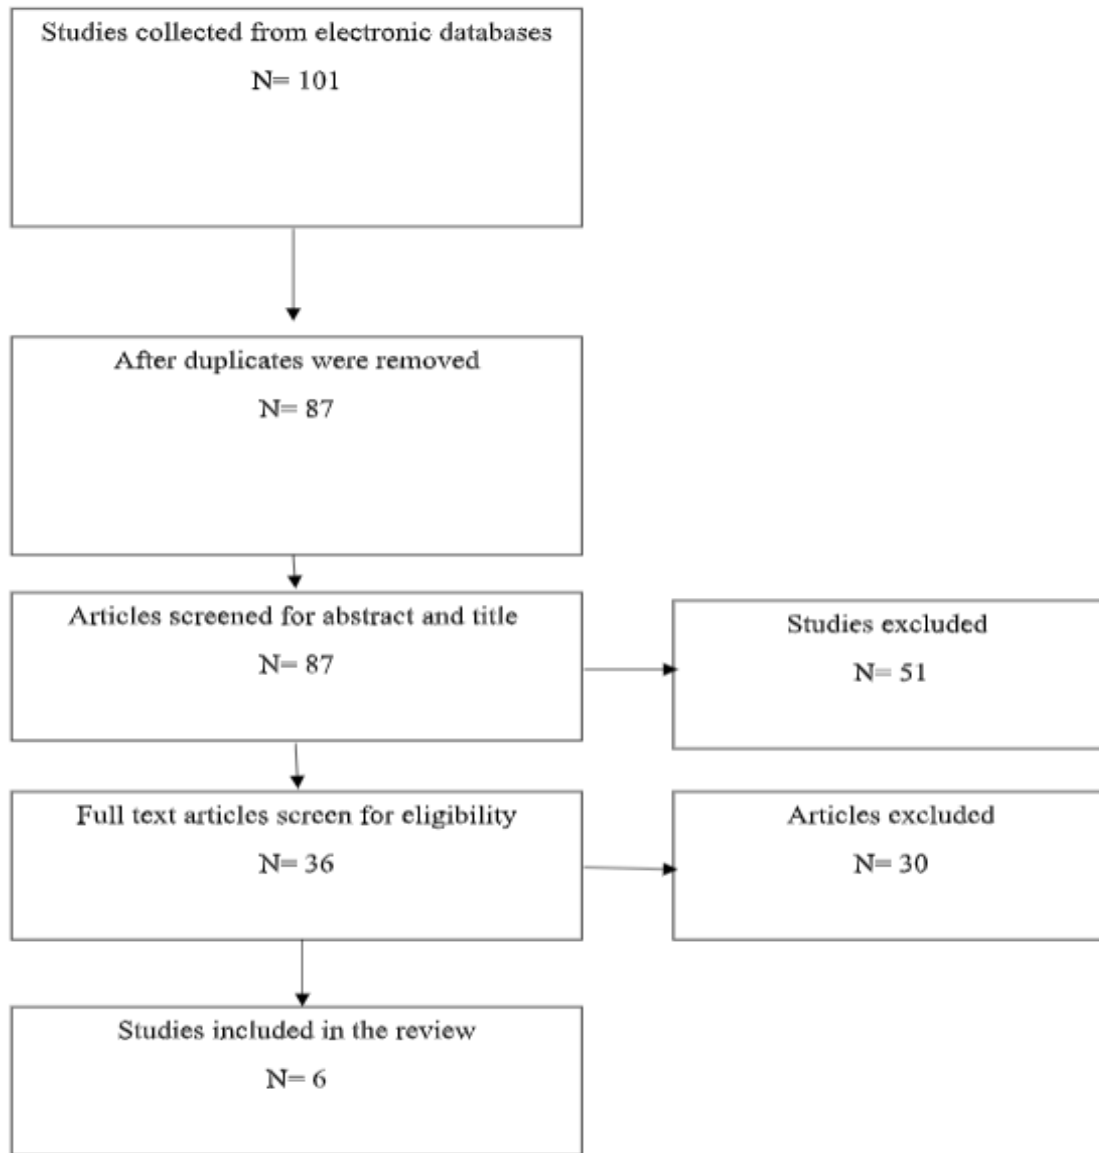 Studies collected from electronic databases
N= 101
After duplicates were removed
N= 87
Articles screened for abstract and title
N= 87
Studies excluded
N= 51
Full text articles screen for eligibility
N= 36
Articles excluded
N= 30
Studies included in the review
N= 6